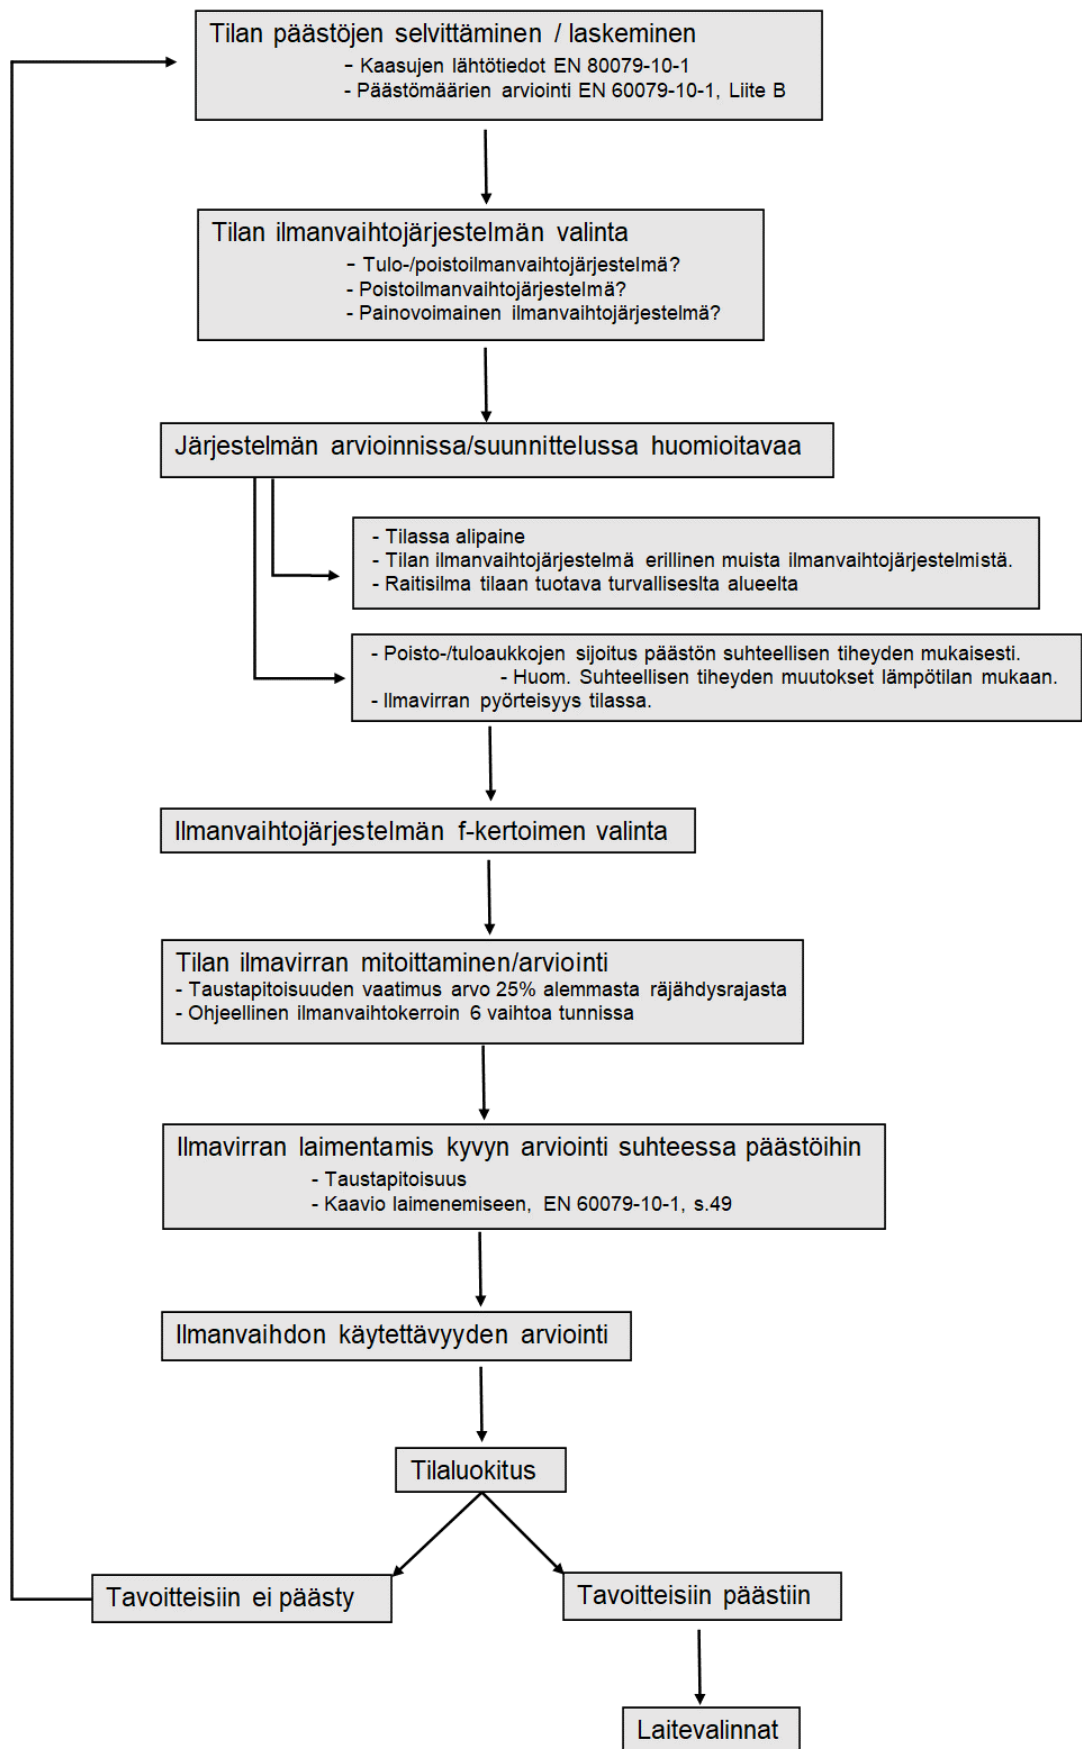 Tilan päästöjen selvittäminen / laskeminen
- Kaasujen lähtötiedot EN 80079-10-1
- Päästömäärien arviointi EN 60079-10-1, Liite B
Tilan ilmanvaihtojärjestelmän valinta
- Tulo-/poistoilmanvaihtojärjestelmä?
- Poistoilmanvaihtojärjestelmä?
- Painovoimainen ilmanvaihtojärjestelmä?
Järjestelmän arvioinnissa/suunnittelussa huomioitavaa
- Tilassa alipaine
- Tilan ilmanvaihtojärjestelmä erillinen muista ilmanvaihtojärjestelmistä.
- Raitisilma tilaan tuotava turvalliseslta alueelta
- Poisto-/tuloaukkojen sijoitus päästön suhteellisen tiheyden mukaisesti.
- Huom. Suhteellisen tiheyden muutokset lämpötilan mukaan.
- Ilmavirran pyörteisyys tilassa.
Ilmanvaihtojärjestelmän f-kertoimen valinta
Tilan ilmavirran mitoittaminen/arviointi
- Taustapitoisuuden vaatimus arvo 25% alemmasta räjähdysrajasta
- Ohjeellinen ilmanvaihtokerroin 6 vaihtoa tunnissa
Ilmavirran laimentamis kyvyn arviointi suhteessa päästöihin
- Taustapitoisuus
- Kaavio laimenemiseen, EN 60079-10-1, s.49
Ilmanvaihdon käytettävyyden arviointi
Tilaluokitus
Tavoitteisiin ei päästy
Tavoitteisiin päästiin
Laitevalinnat